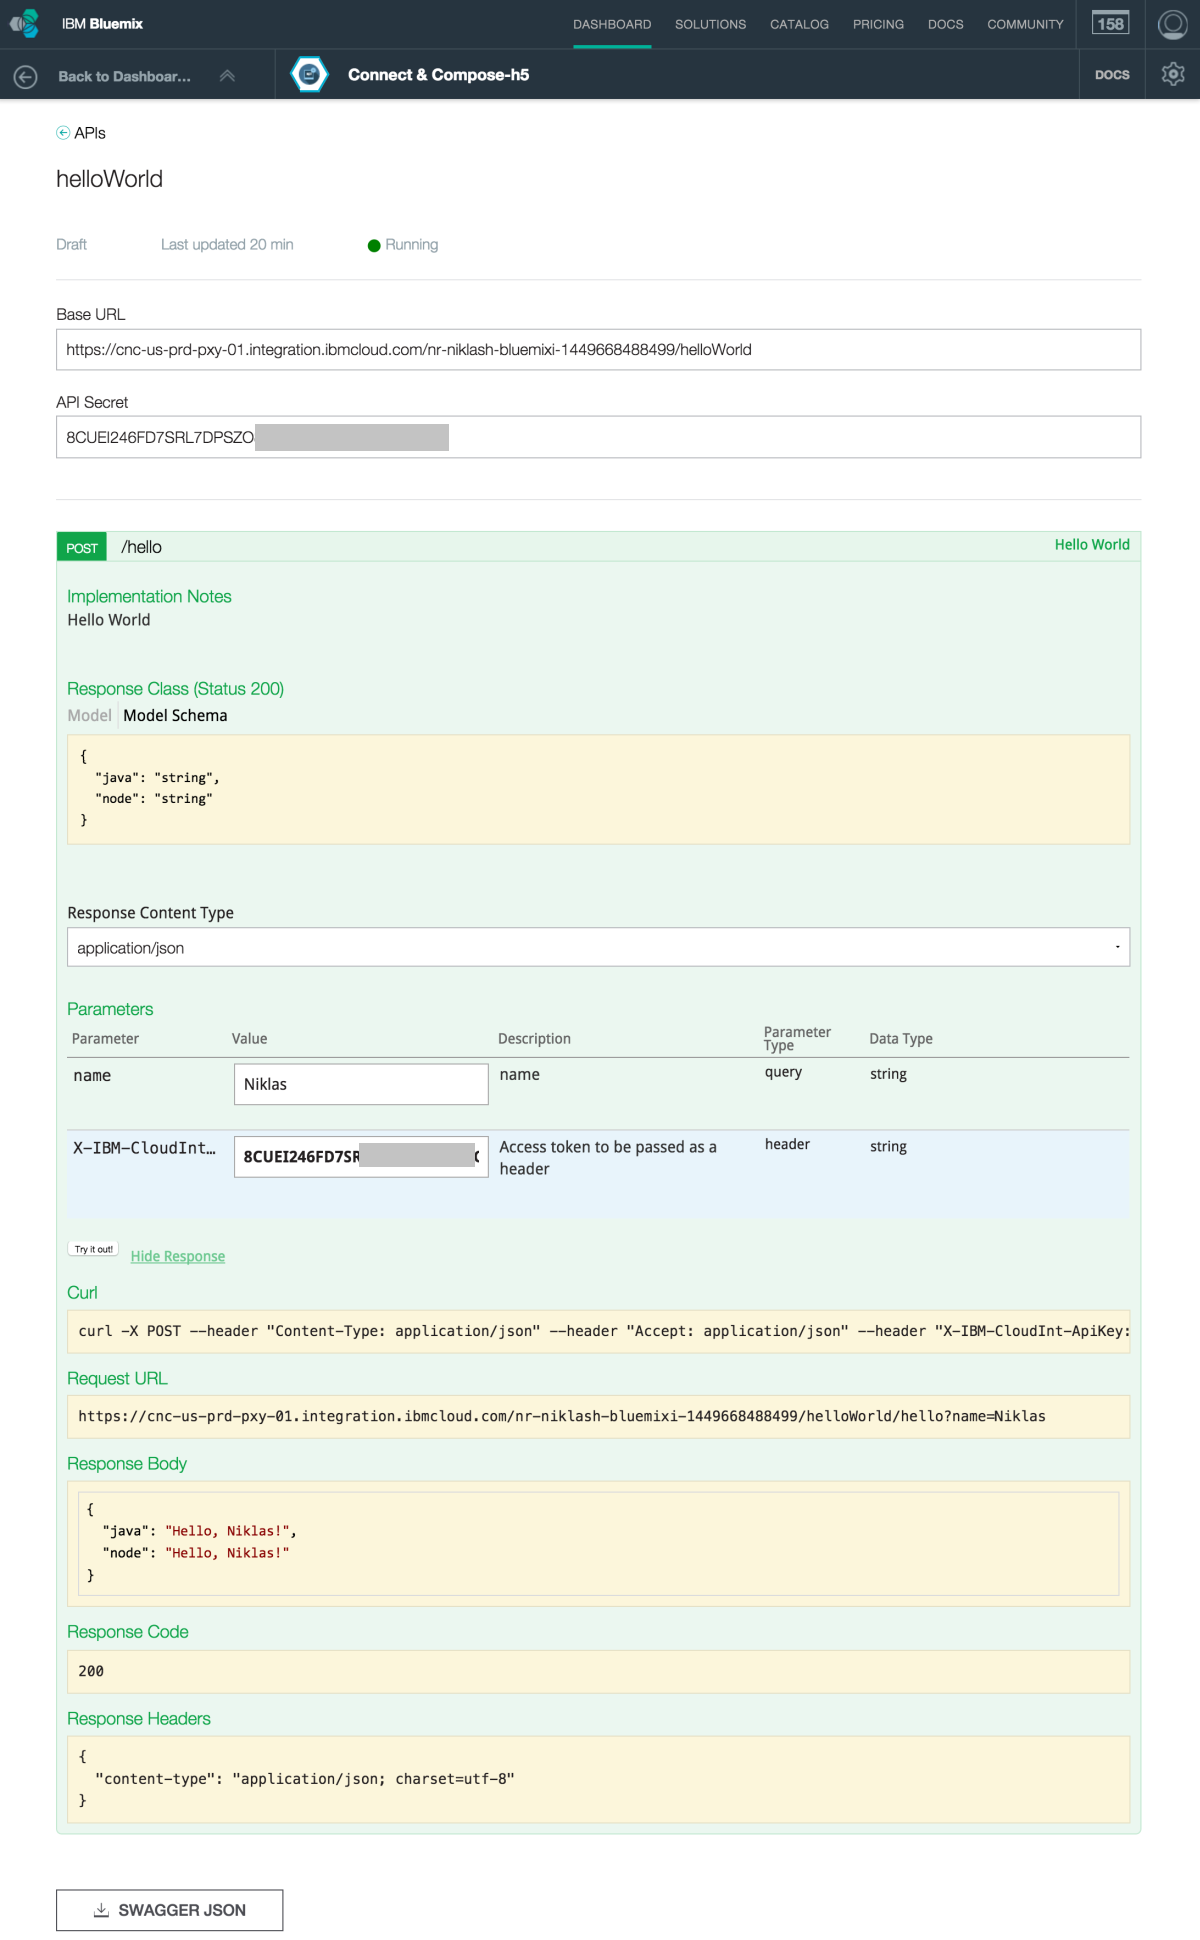 IBM Bluemix
DASHBOARD SOLUTIONS CATALOG PRICING DOCS COMMUNITY 158
Back to Dashboar... Connect & Compose-h5 DOCS
APIs
helloWorld
Draft Last updated 20 min Running
Base URL
https://cnc-us-prd-pxy-01.integration.ibmcloud.com/nr-niklash-bluemixi-1449668488499/helloWorld
API Secret
8CUEI246FD7SRL7DPSZO
POST /hello Hello World
Implementation Notes
Hello World
Response Class (Status 200)
Model Model Schema
{
"java": "string",
"node": "string"
}
Response Content Type
application/json
Parameters
Parameter Value Description Parameter Type Data Type
name Niklas name query string
X-IBM-CloudInt... 8CUEI246FD7SR Access token to be passed as a header header string
Try it out! Hide Response
Curl
curl -X POST --header "Content-Type: application/json" --header "Accept: application/json" --header "X-IBM-CloudInt-ApiKey:
Request URL
https://cnc-us-prd-pxy-01.integration.ibmcloud.com/nr-niklash-bluemixi-1449668488499/helloWorld/hello?name=Niklas
Response Body
{
"java": "Hello, Niklas!",
"node": "Hello, Niklas!"
}
Response Code
200
Response Headers
{
"content-type": "application/json; charset=utf-8"
}
SWAGGER JSON